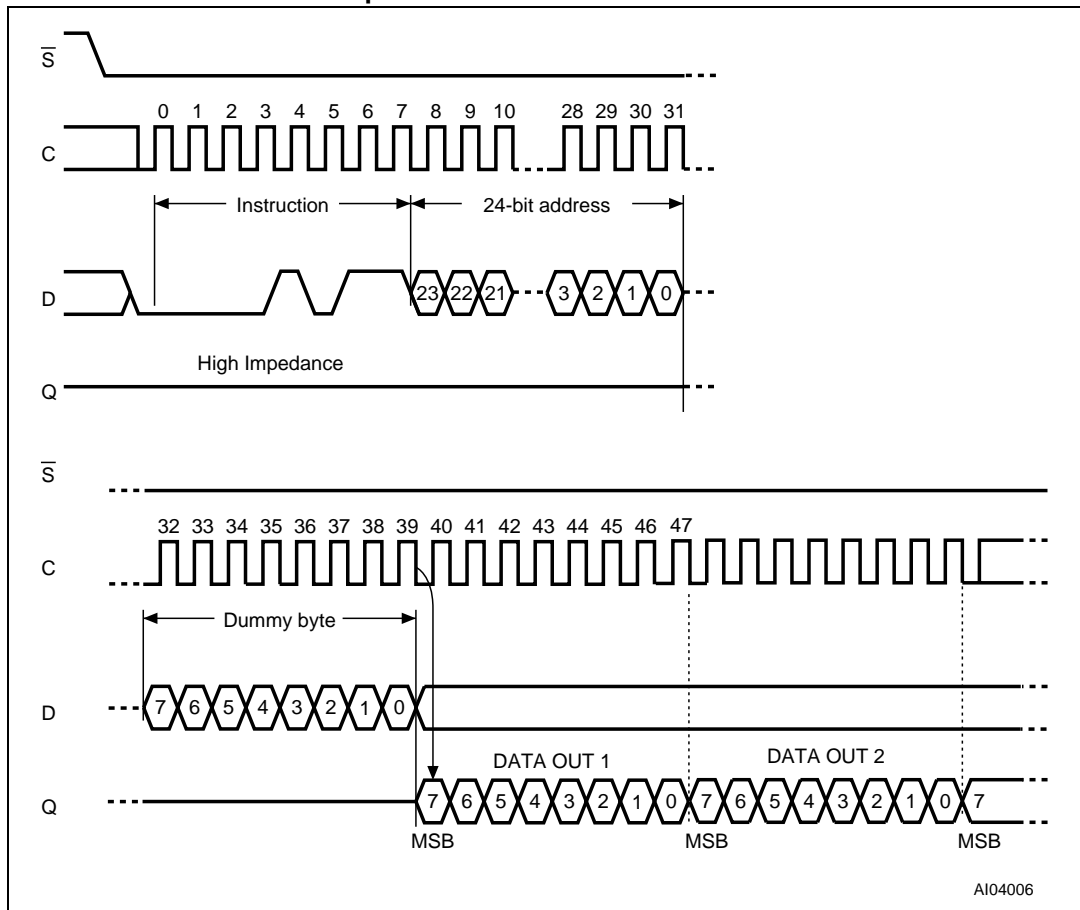 S
0 1 2 3 4 5 6 7 8 9 10 28 29 30 31
C
Instruction 24-bit address
D
23 22 21 3 2 1 0
High Impedance
Q
S
32 33 34 35 36 37 38 39 40 41 42 43 44 45 46 47
C
Dummy byte
D
7 6 5 4 3 2 1 0
DATA OUT 1 DATA OUT 2
Q
7 6 5 4 3 2 1 0 7 6 5 4 3 2 1 0 7
MSB MSB MSB
AI04006